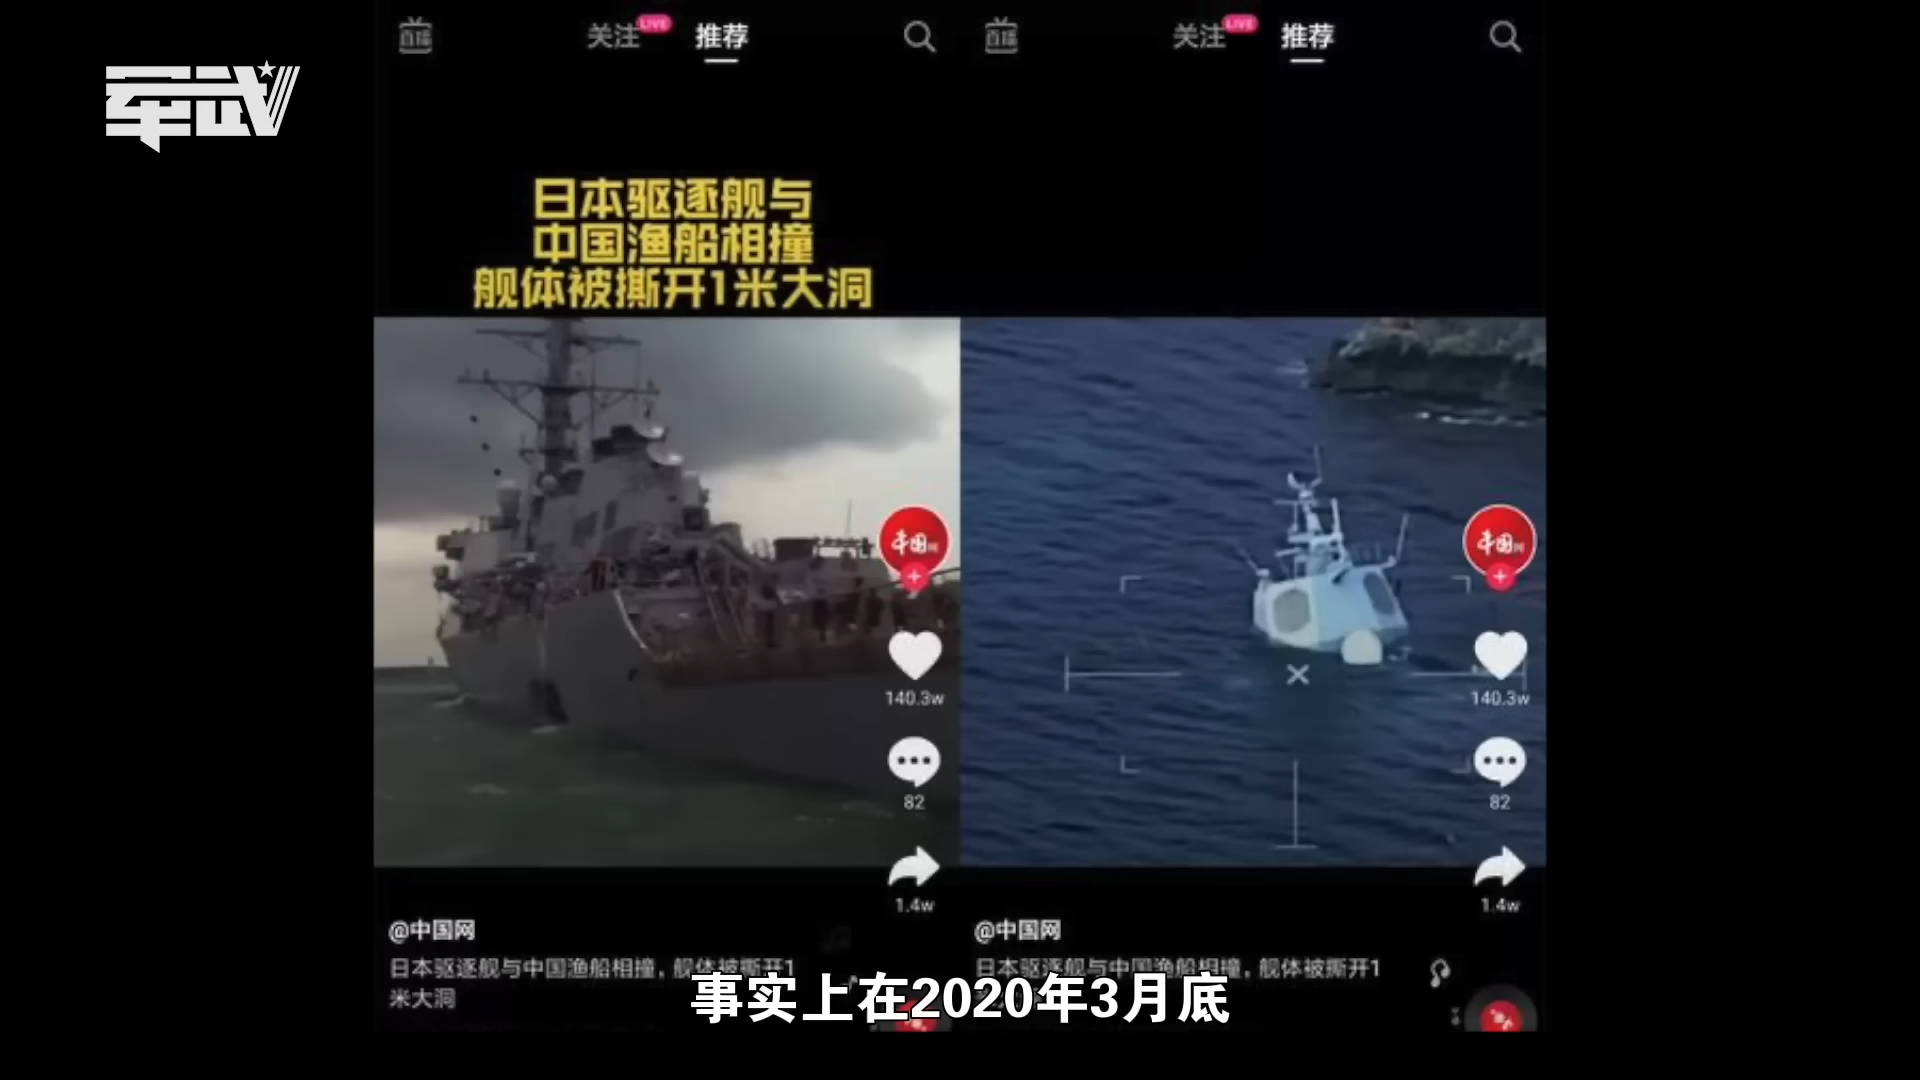 军武
直播 关注 LIVE 推荐
日本驱逐舰与
中国渔船相撞
舰体被撕开1米大洞
中国网
140.3w
82
1.4w
@中国网
日本驱逐舰与中国渔船相撞，舰体被撕开1
米大洞
直播 关注 LIVE 推荐
中国网
140.3w
82
1.4w
@中国网
日本驱逐舰与中国渔船相撞，舰体被撕开1
事实上在2020年3月底